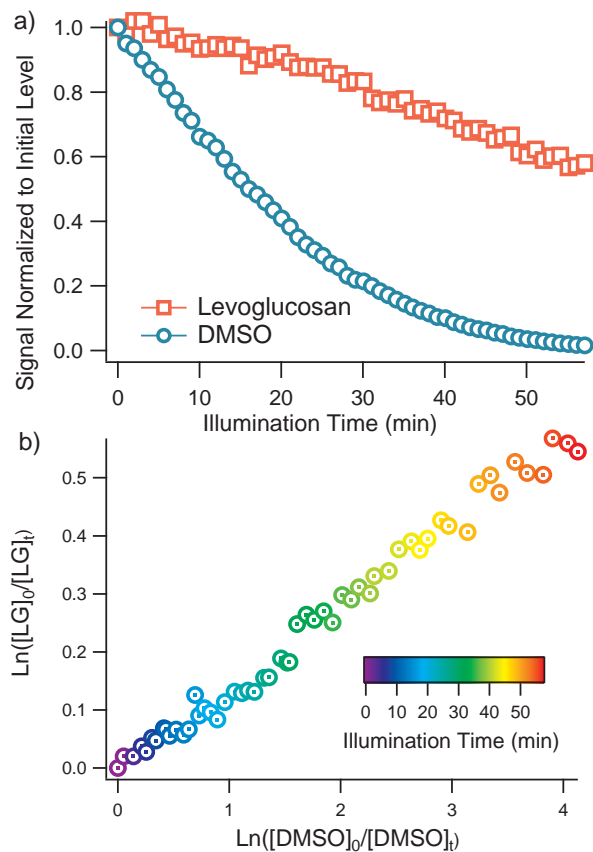 a)
Signal Normalized to Initial Level
1.0
0.8
0.6
0.4
0.2
0.0
Levoglucosan
DMSO
0 10 20 30 40 50
Illumination Time (min)
b)
Ln([LG]₀/[LG]ₜ)
0.5
0.4
0.3
0.2
0.1
0.0
0 10 20 30 40 50
Illumination Time (min)
0 1 2 3 4
Ln([DMSO]₀/[DMSO]ₜ)